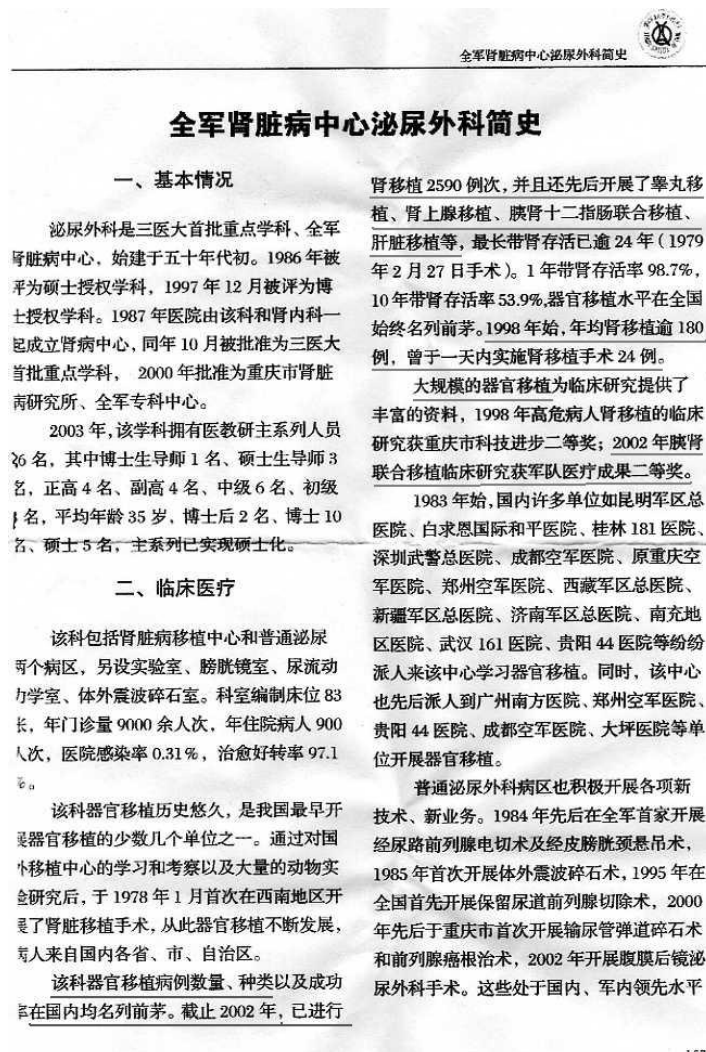 全军肾脏病中心泌尿外科简史
全军肾脏病中心泌尿外科简史
一、基本情况
泌尿外科是三医大首批重点学科、全军
肾脏病中心，始建于五十年代初。1986 年被
评为硕士授权学科，1997 年 12 月被评为博
士授权学科。1987 年医院由该科和肾内科一
起成立肾病中心，同年 10 月被批准为三医大
首批重点学科， 2000 年批准为重庆市肾脏
病研究所、全军专科中心。
2003 年，该学科拥有医教研主系列人员
26 名，其中博士生导师 1 名、硕士生导师 3
名，正高 4 名、副高 4 名、中级 6 名、初级
名，平均年龄 35 岁，博士后 2 名、博士 10
名、硕士 5 名，主系列已实现硕士化。
二、临床医疗
该科包括肾脏病移植中心和普通泌尿
两个病区，另设实验室、膀胱镜室、尿流动
力学室、体外震波碎石室。科室编制床位 83
张，年门诊量 9000 余人次，年住院病人 900
人次，医院感染率 0.31%，治愈好转率 97.1
%。
该科器官移植历史悠久，是我国最早开
展器官移植的少数几个单位之一。通过对国
外移植中心的学习和考察以及大量的动物实
验研究后，于 1978 年 1 月首次在西南地区开
展了肾脏移植手术，从此器官移植不断发展，
病人来自国内各省、市、自治区。
该科器官移植病例数量、种类以及成功
率在国内均名列前茅。截止 2002 年，已进行
肾移植 2590 例次，并且还先后开展了睾丸移
植、肾上腺移植、胰肾十二指肠联合移植、
肝脏移植等，最长带肾存活已逾 24 年（1979
年 2 月 27 日手术）。1 年带肾存活率 98.7%，
10 年带肾存活率 53.9%,器官移植水平在全国
始终名列前茅。1998 年始，年均肾移植逾 180
例，曾于一天内实施肾移植手术 24 例。
大规模的器官移植为临床研究提供了
丰富的资料，1998 年高危病人肾移植的临床
研究获重庆市科技进步二等奖；2002 年胰肾
联合移植临床研究获军队医疗成果二等奖。
1983 年始，国内许多单位如昆明军区总
医院、白求恩国际和平医院、桂林 181 医院、
深圳武警总医院、成都空军医院、原重庆空
军医院、郑州空军医院、西藏军区总医院、
新疆军区总医院、济南军区总医院、南充地
区医院、武汉 161 医院、贵阳 44 医院等纷纷
派人来该中心学习器官移植。同时，该中心
也先后派人到广州南方医院、郑州空军医院、
贵阳 44 医院、成都空军医院、大坪医院等单
位开展器官移植。
普通泌尿外科病区也积极开展各项新
技术、新业务。1984 年先后在全军首家开展
经尿路前列腺电切术及经皮膀胱颈悬吊术，
1985 年首次开展体外震波碎石术，1995 年在
全国首先开展保留尿道前列腺切除术，2000
年先后于重庆市首次开展输尿管弹道碎石术
和前列腺癌根治术，2002 年开展腹膜后镜泌
尿外科手术。这些处于国内、军内领先水平